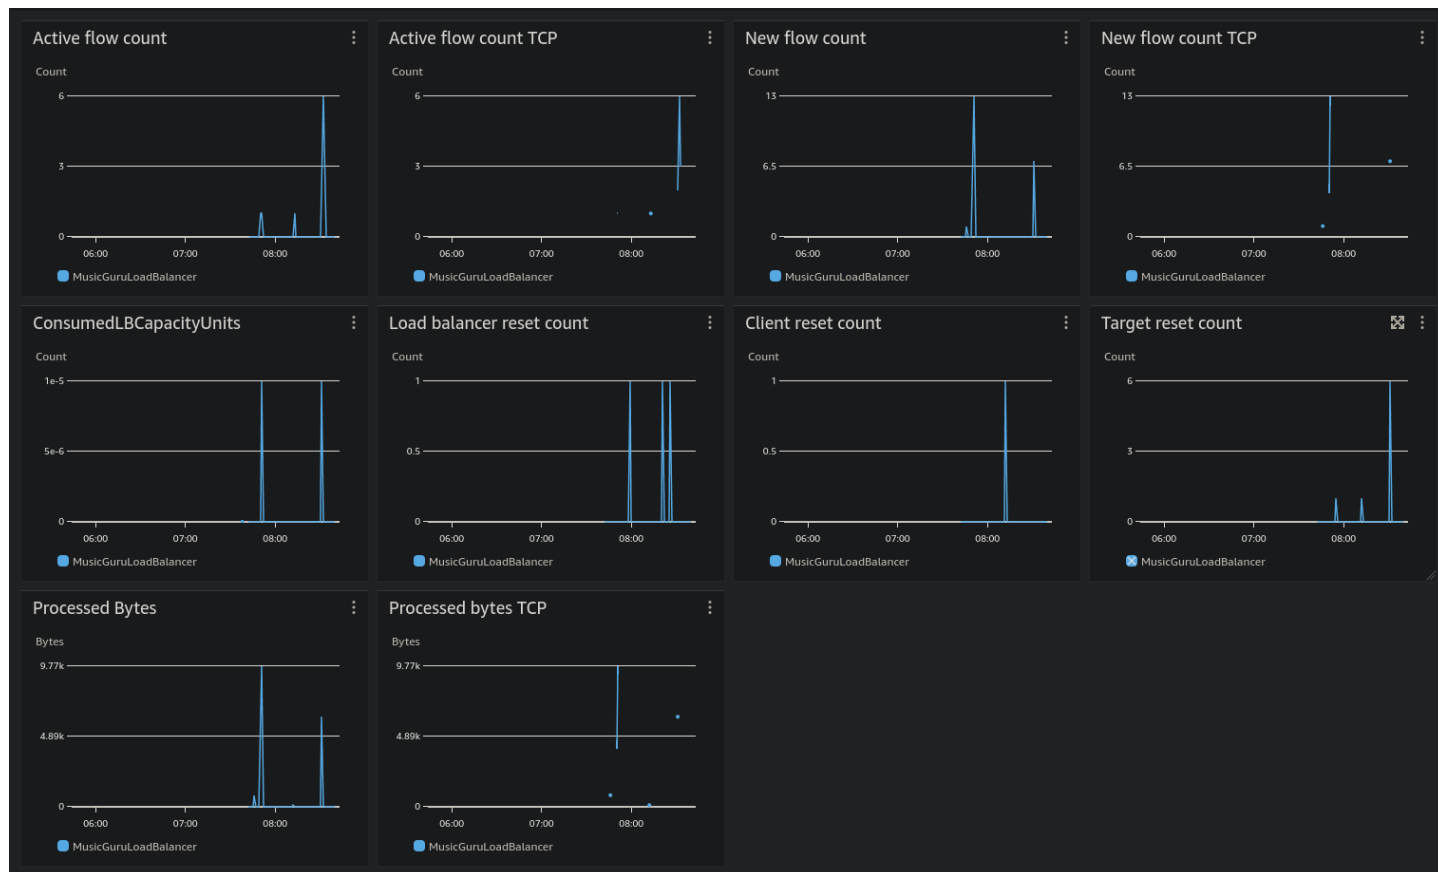 Active flow count
Count
6
3
0
06:00 07:00 08:00
MusicGuruLoadBalancer
Active flow count TCP
Count
6
3
0
06:00 07:00 08:00
MusicGuruLoadBalancer
New flow count
Count
13
6.5
0
06:00 07:00 08:00
MusicGuruLoadBalancer
New flow count TCP
Count
13
6.5
0
06:00 07:00 08:00
MusicGuruLoadBalancer
ConsumedLBCapacityUnits
Count
1e-5
5e-6
0
06:00 07:00 08:00
MusicGuruLoadBalancer
Load balancer reset count
Count
1
0.5
0
06:00 07:00 08:00
MusicGuruLoadBalancer
Client reset count
Count
1
0.5
0
06:00 07:00 08:00
MusicGuruLoadBalancer
Target reset count
Count
6
3
0
06:00 07:00 08:00
MusicGuruLoadBalancer
Processed Bytes
Bytes
9.77k
4.89k
0
06:00 07:00 08:00
MusicGuruLoadBalancer
Processed bytes TCP
Bytes
9.77k
4.89k
0
06:00 07:00 08:00
MusicGuruLoadBalancer